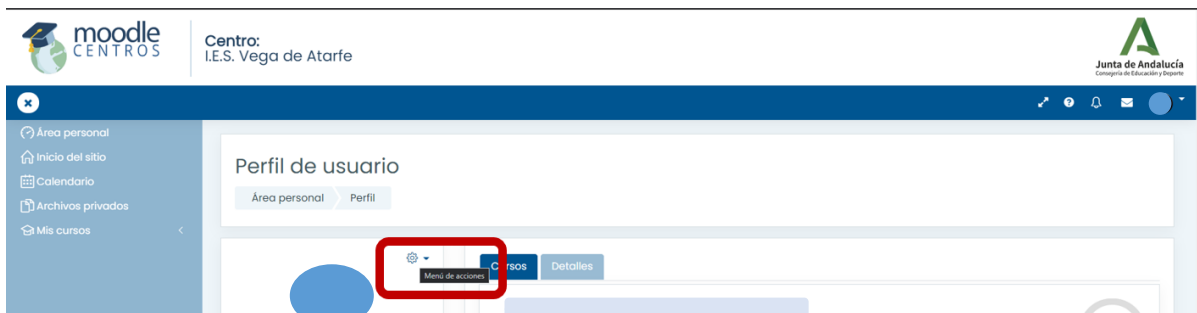 moodle
CENTROS
Centro:
I.E.S. Vega de Atarfe
Junta de Andalucía
Consejería de Educación y Deporte
Área personal
Inicio del sitio
Calendario
Archivos privados
Mis cursos
Perfil de usuario
Área personal Perfil
Menú de acciones
Cursos Detalles